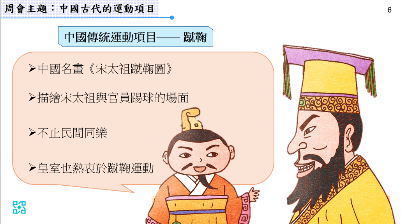 周會主題：中國古代的運動項目
6
中國傳統運動項目—— 蹴鞠
➢中國名畫《宋太祖蹴鞠圖》
➢描繪宋太祖與官員踢球的場面
➢不止民間同樂
➢皇室也熱衷於蹴鞠運動